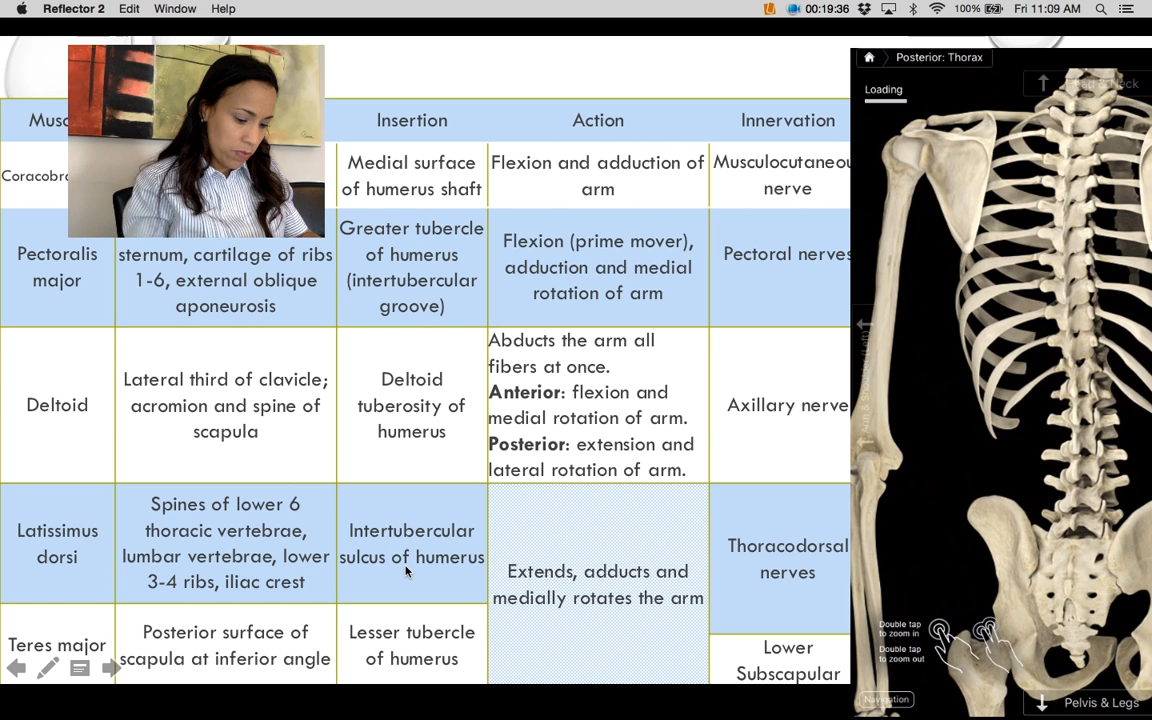 Reflector 2 Edit Window Help 00:19:36 100% Fri 11:09 AM
Posterior: Thorax
Loading
Insertion Action Innervation
Medial surface
of humerus shaft
Flexion and adduction of
arm
nerve
Pectoralis
major
sternum, cartilage of ribs
1-6, external oblique
aponeurosis
Greater tubercle
of humerus
(intertubercular
groove)
Flexion (prime mover),
adduction and medial
rotation of arm
Pectoral nerves
Deltoid
Lateral third of clavicle;
acromion and spine of
scapula
Deltoid
tuberosity of
humerus
Abducts the arm all
fibers at once.
Anterior: flexion and
medial rotation of arm.
Posterior: extension and
lateral rotation of arm.
Axillary nerve
Latissimus
dorsi
Spines of lower 6
thoracic vertebrae,
lumbar vertebrae, lower
3-4 ribs, iliac crest
Intertubercular
sulcus of humerus
Extends, adducts and
medially rotates the arm
Thoracodorsal
nerves
Teres major
Posterior surface of
scapula at inferior angle
Lesser tubercle
of humerus
Lower
Subscapular
Double tap
to zoom in
Double tap
to zoom out
Navigation
Pelvis & Legs